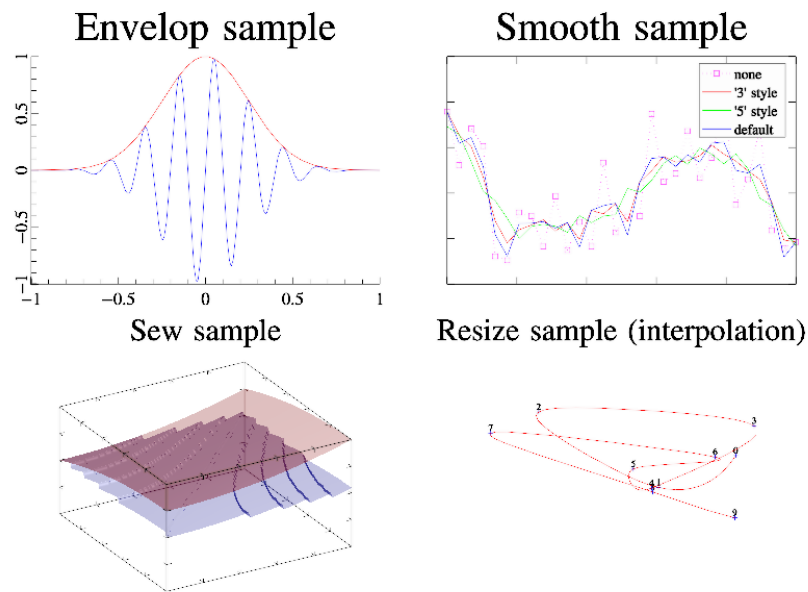 Envelop sample
Smooth sample
1
0.5
0
−0.5
−1
−1
−0.5
0
0.5
1
none
'3' style
'5' style
default
Sew sample
Resize sample (interpolation)
2
3
7
6
0
5
4
1
9